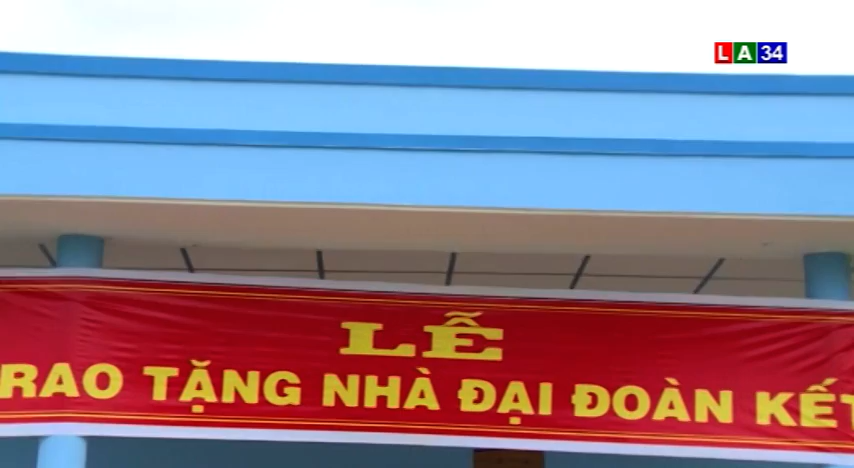 LA34
LỄ
RAO TẶNG NHÀ ĐẠI ĐOÀN KẾT